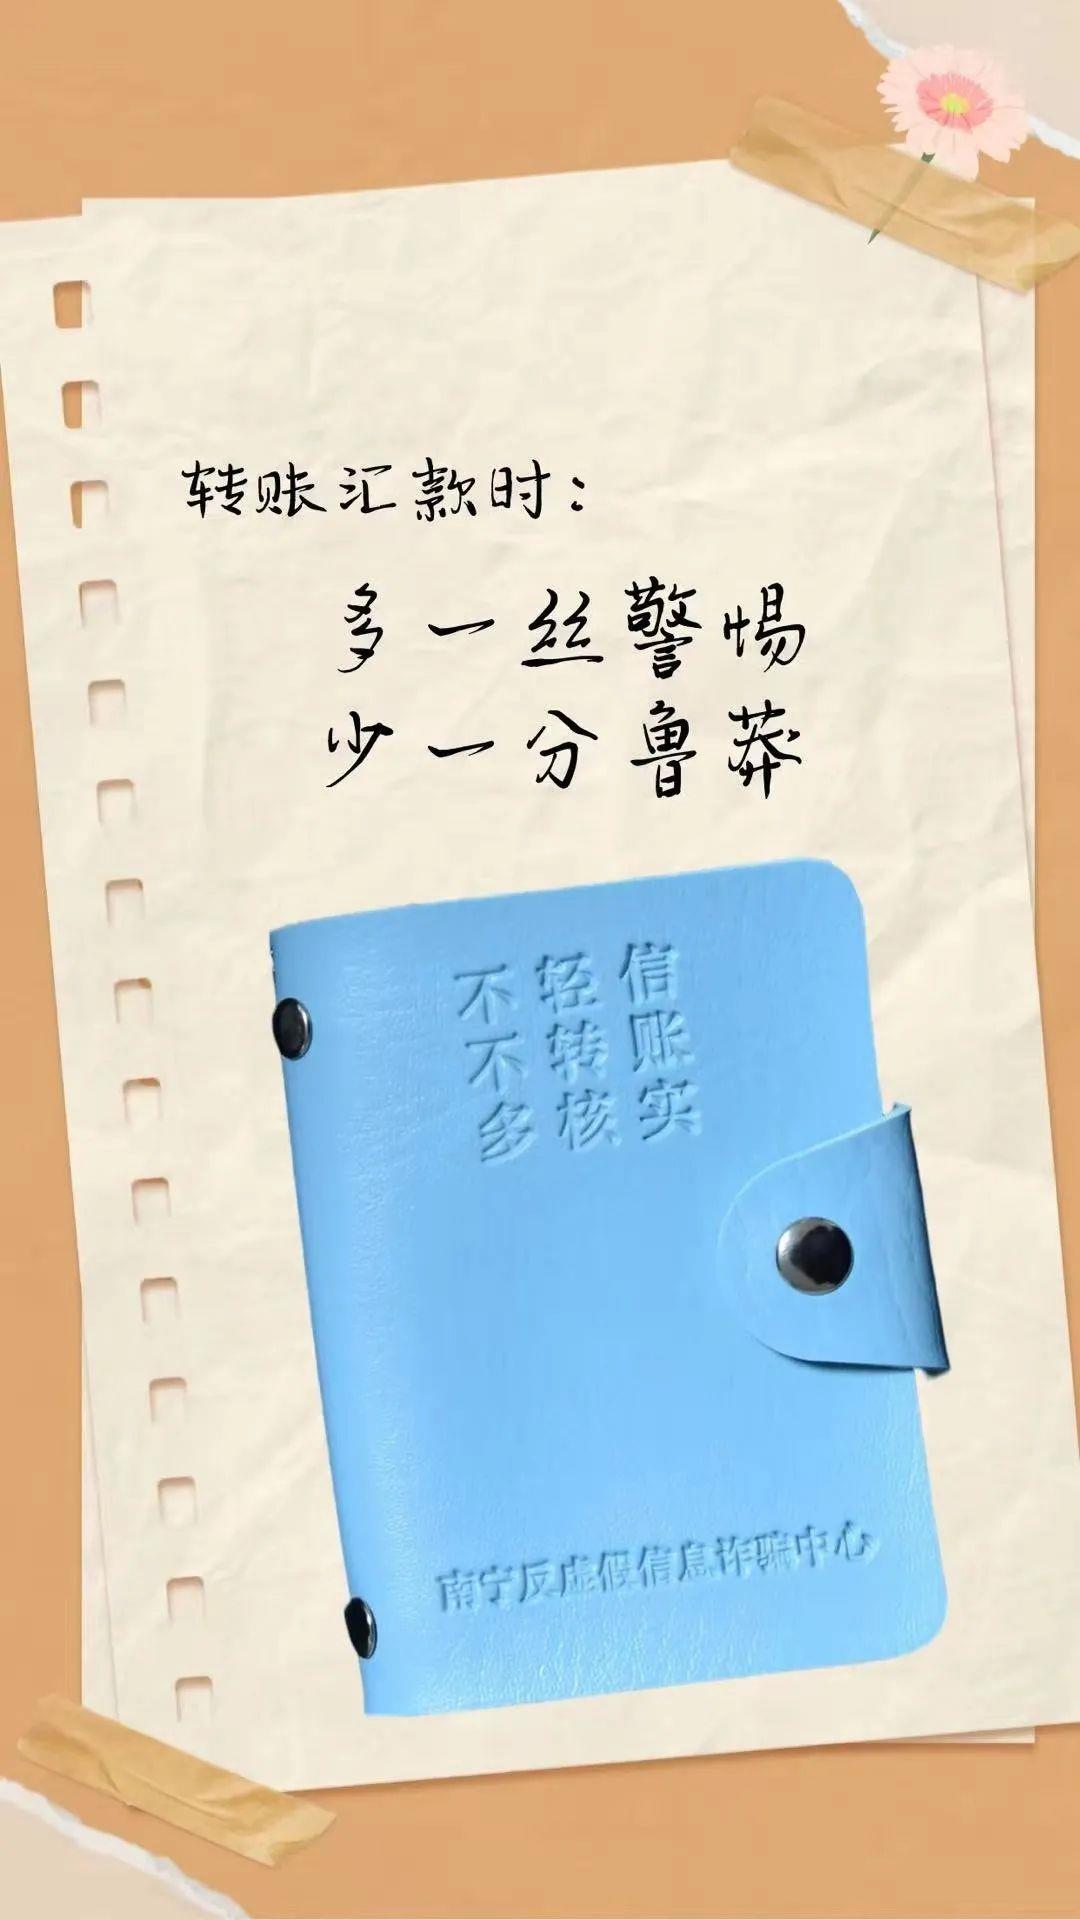 转账汇款时：
多一丝警惕
少一分鲁莽
不轻信
不转账
多核实
南宁反虚假信息诈骗中心